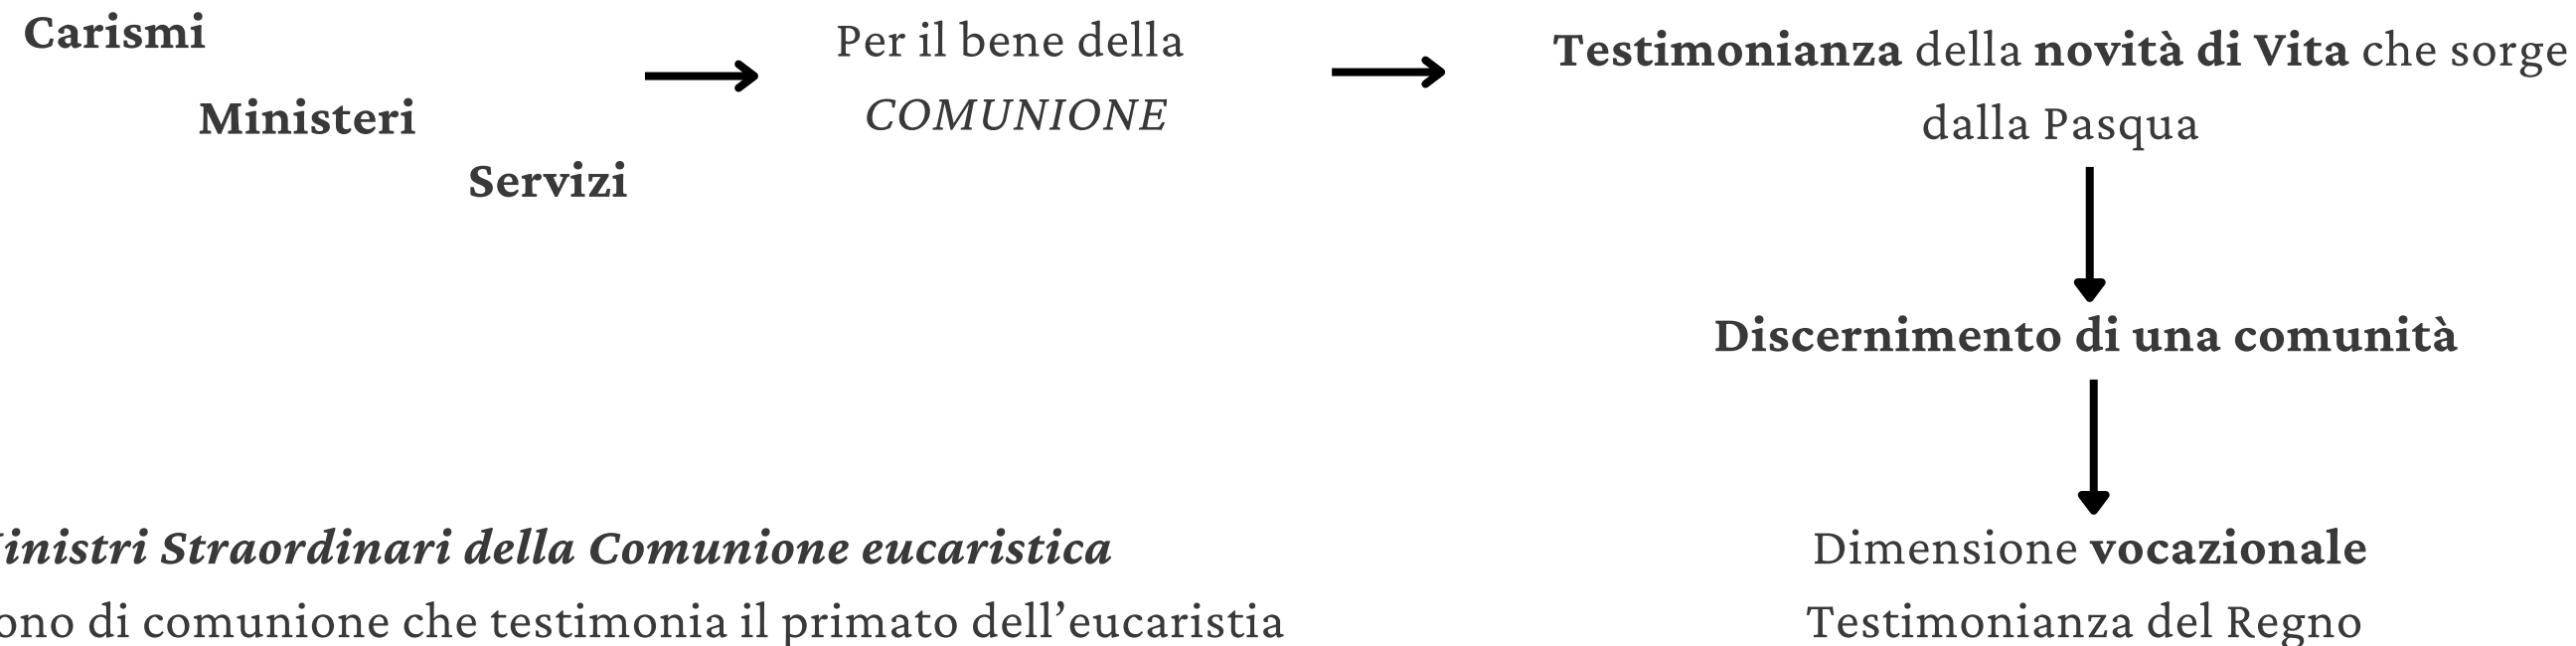 Carismi
Ministeri
Servizi
Per il bene della
COMUNIONE
Testimonianza della novità di Vita che sorge
dalla Pasqua
Discernimento di una comunità
Dimensione vocazionale
Testimonianza del Regno
Straordinari della Comunione eucaristica
di comunione che testimonia il primato dell’eucaristia